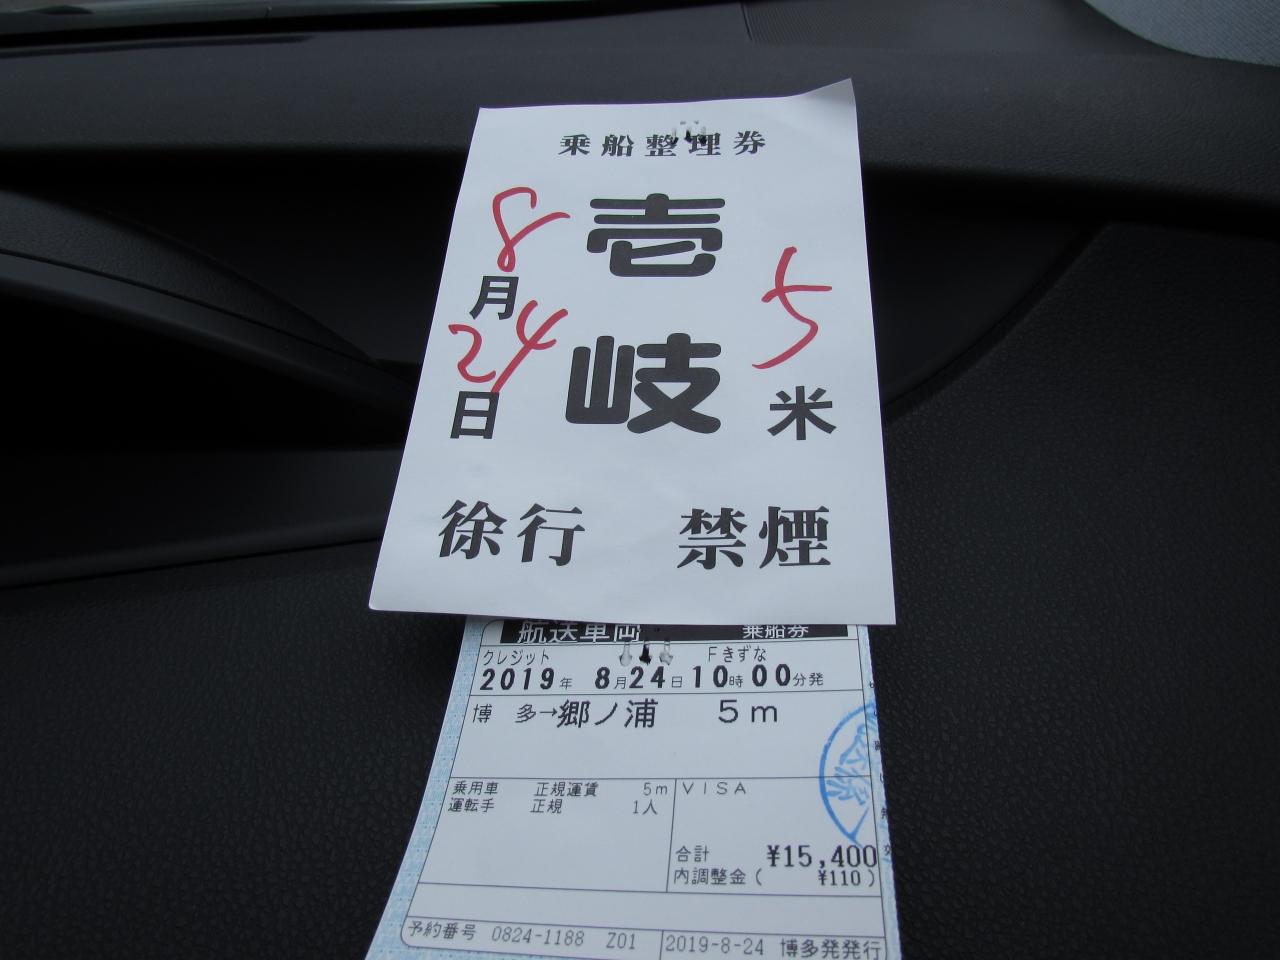 乗船整理券
壱岐
8月24日
5米
徐行 禁煙
航送車両 乗船券
クレジット Fきずな
2019年 8月24日10時00分発
博 多→郷ノ浦 5m
乗用車 正規運賃 5m VISA
運転手 正規 1人
合計 ¥15,400
内調整金( ¥110)
予約番号 0824-1188 Z01 2019-8-24 博多発発行